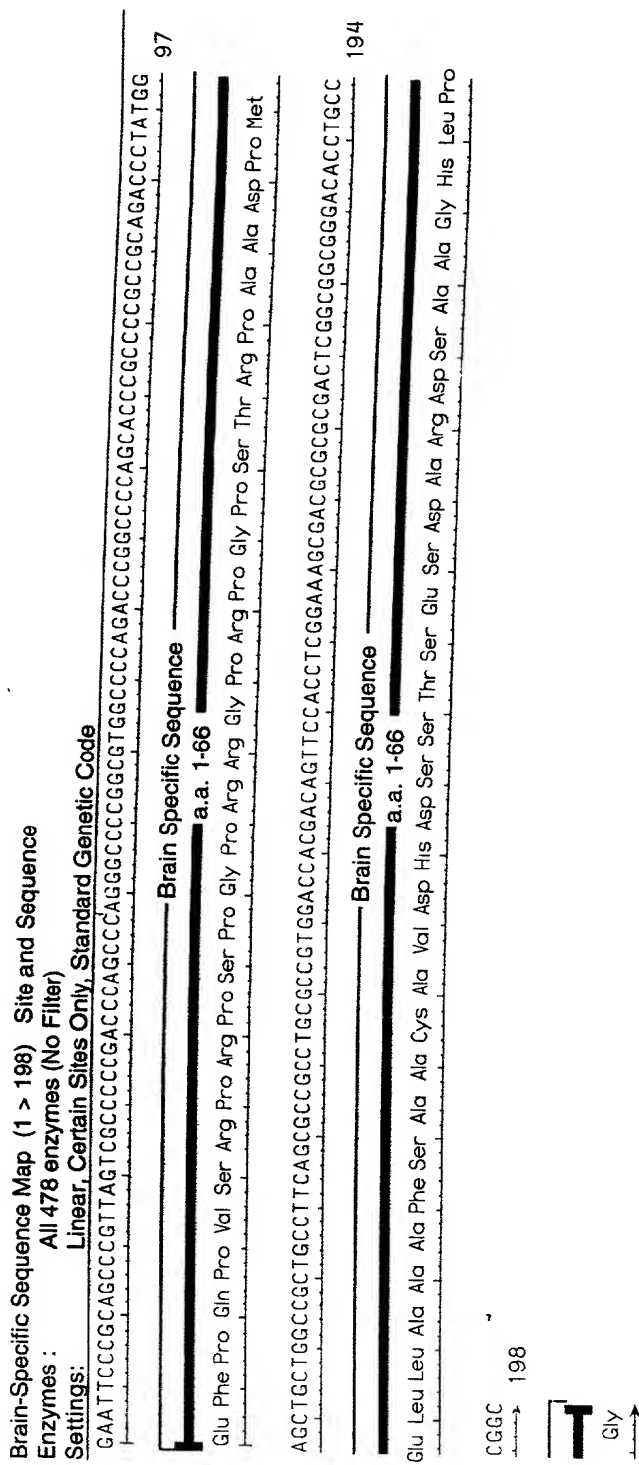 Brain-Specific Sequence Map (1 > 198) Site and Sequence
Enzymes : All 478 enzymes (No Filter)
Settings: Linear, Certain Sites Only, Standard Genetic Code
GAATTCCCGCAGCCCGTTAGTCGCCCCCGACCCAGCCCAGGGCCCCGGCGTGGCCCCAGACCCGGCCCCAGCACCCGCCCCGCCGCAGACCCTATGG
97
Brain Specific Sequence
a.a. 1-66
Glu Phe Pro Gln Pro Val Ser Arg Pro Arg Pro Ser Pro Gly Pro Arg Arg Gly Pro Arg Pro Gly Pro Ser Thr Arg Pro Ala Ala Asp Pro Met
AGCTGCTGGCCGCTGCCTTCAGCGCCGCCTGCGCCGTGGACCACGACAGTTCCACCTCGGAAAGCGACGCGCGCGACTCGGCGGCGGGACACCTGCC
194
Brain Specific Sequence
a.a. 1-66
Glu Leu Leu Ala Ala Ala Phe Ser Ala Ala Cys Ala Val Asp His Asp Ser Ser Thr Ser Glu Ser Asp Ala Arg Asp Ser Ala Ala Gly His Leu Pro
CGGC
198
Gly